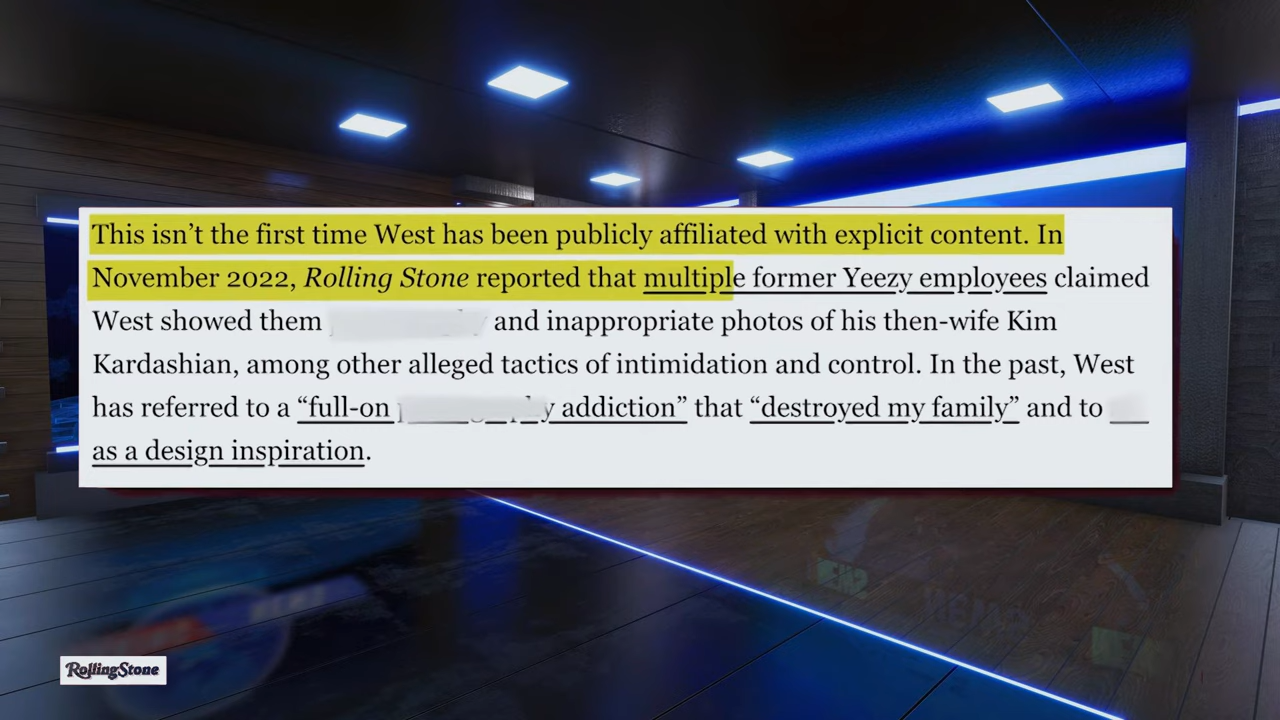 This isn’t the first time West has been publicly affiliated with explicit content. In
November 2022, Rolling Stone reported that multiple former Yeezy employees claimed
West showed them and inappropriate photos of his then-wife Kim
Kardashian, among other alleged tactics of intimidation and control. In the past, West
has referred to a “full-on addiction” that “destroyed my family” and to
as a design inspiration.
RollingStone